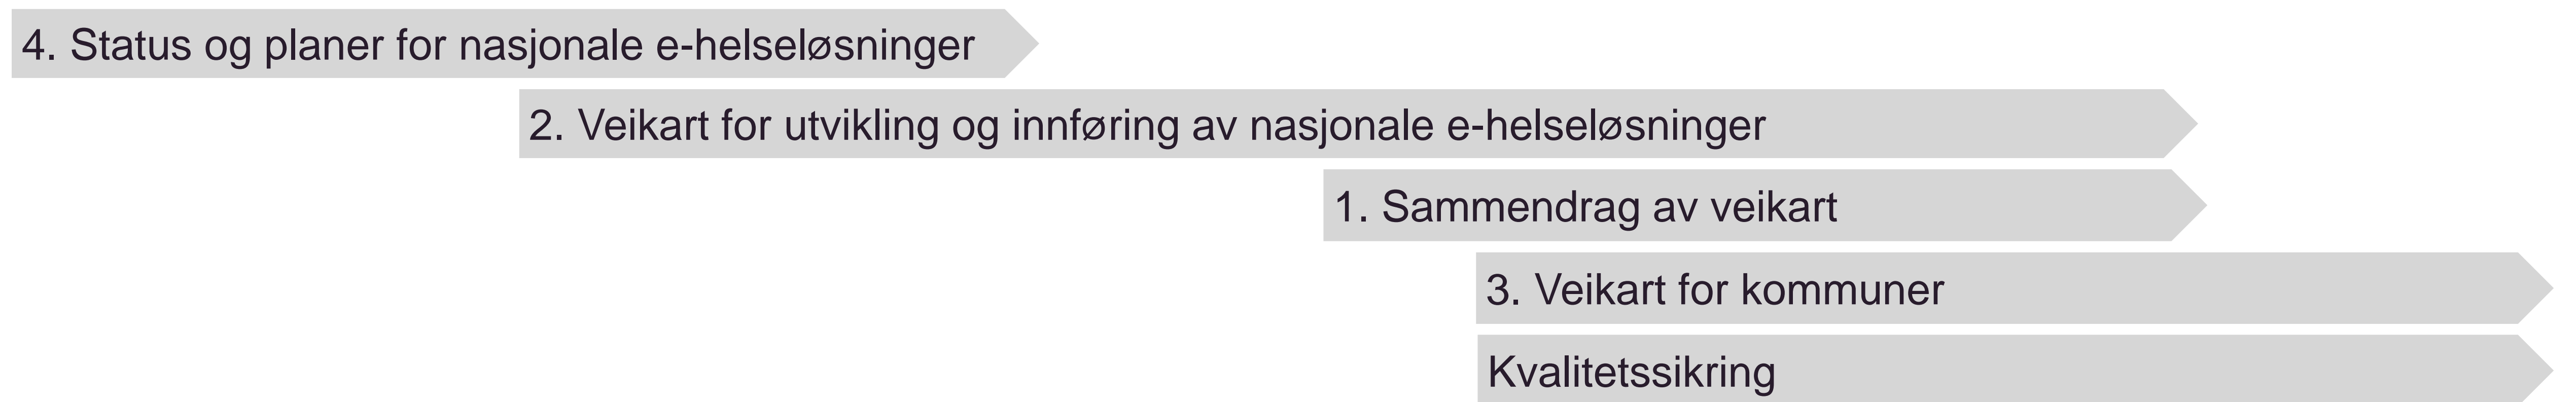 4. Status og planer for nasjonale e-helseløsninger
2. Veikart for utvikling og innføring av nasjonale e-helseløsninger
1. Sammendrag av veikart
3. Veikart for kommuner
Kvalitetssikring